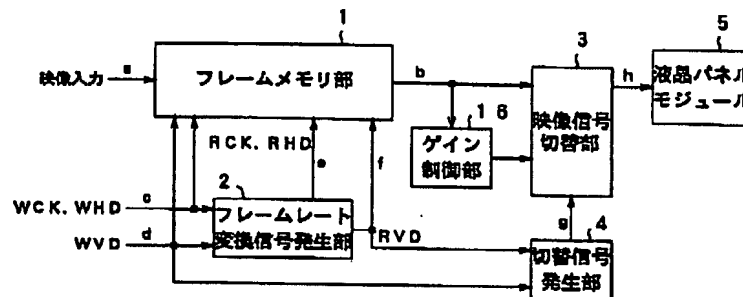 1
3
5
映像入力
a
フレームメモリ部
b
映像信号
切替部
h
液晶パネル
モジュール
16
ゲイン
制御部
RCK. RHD
e
f
2
WCK. WHD
c
フレームレート
変換信号発生部
WVD
d
RVD
g
4
切替信号
発生部